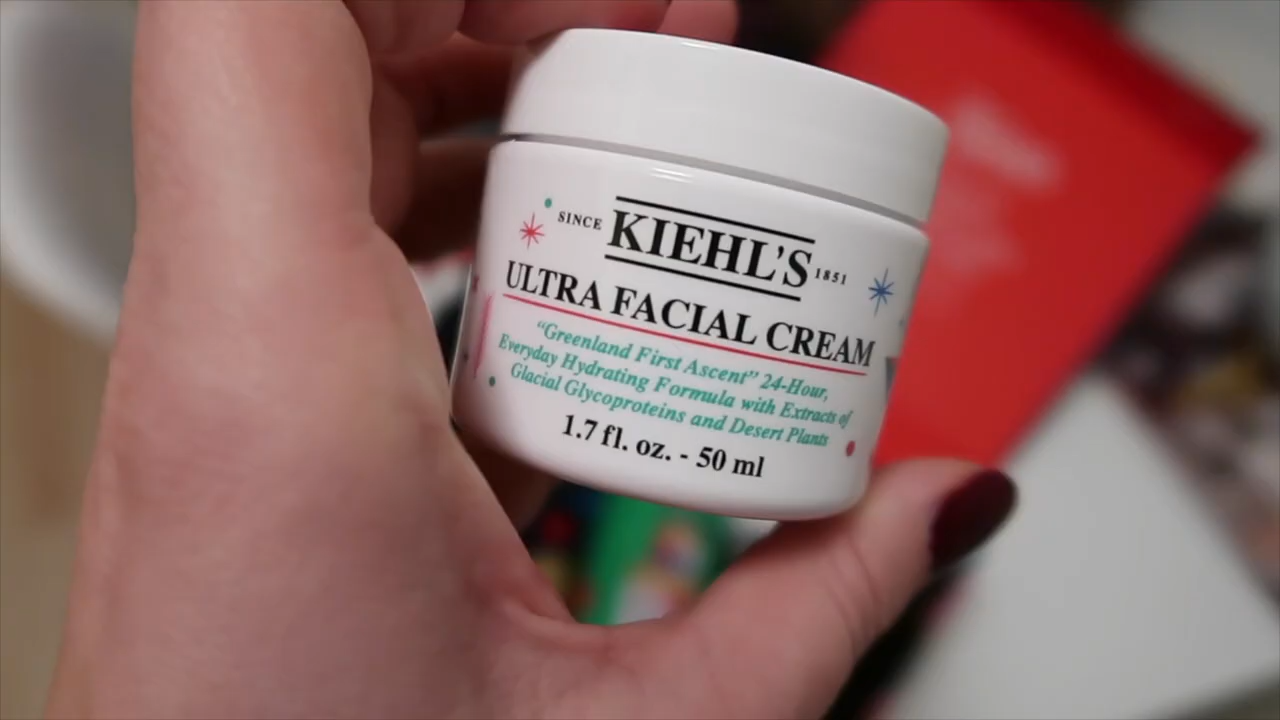 SINCE KIEHL'S 1851
ULTRA FACIAL CREAM
"Greenland First Ascent" 24-Hour,
Everyday Hydrating Formula with Extracts of
Glacial Glycoproteins and Desert Plants
1.7 fl. oz. - 50 ml